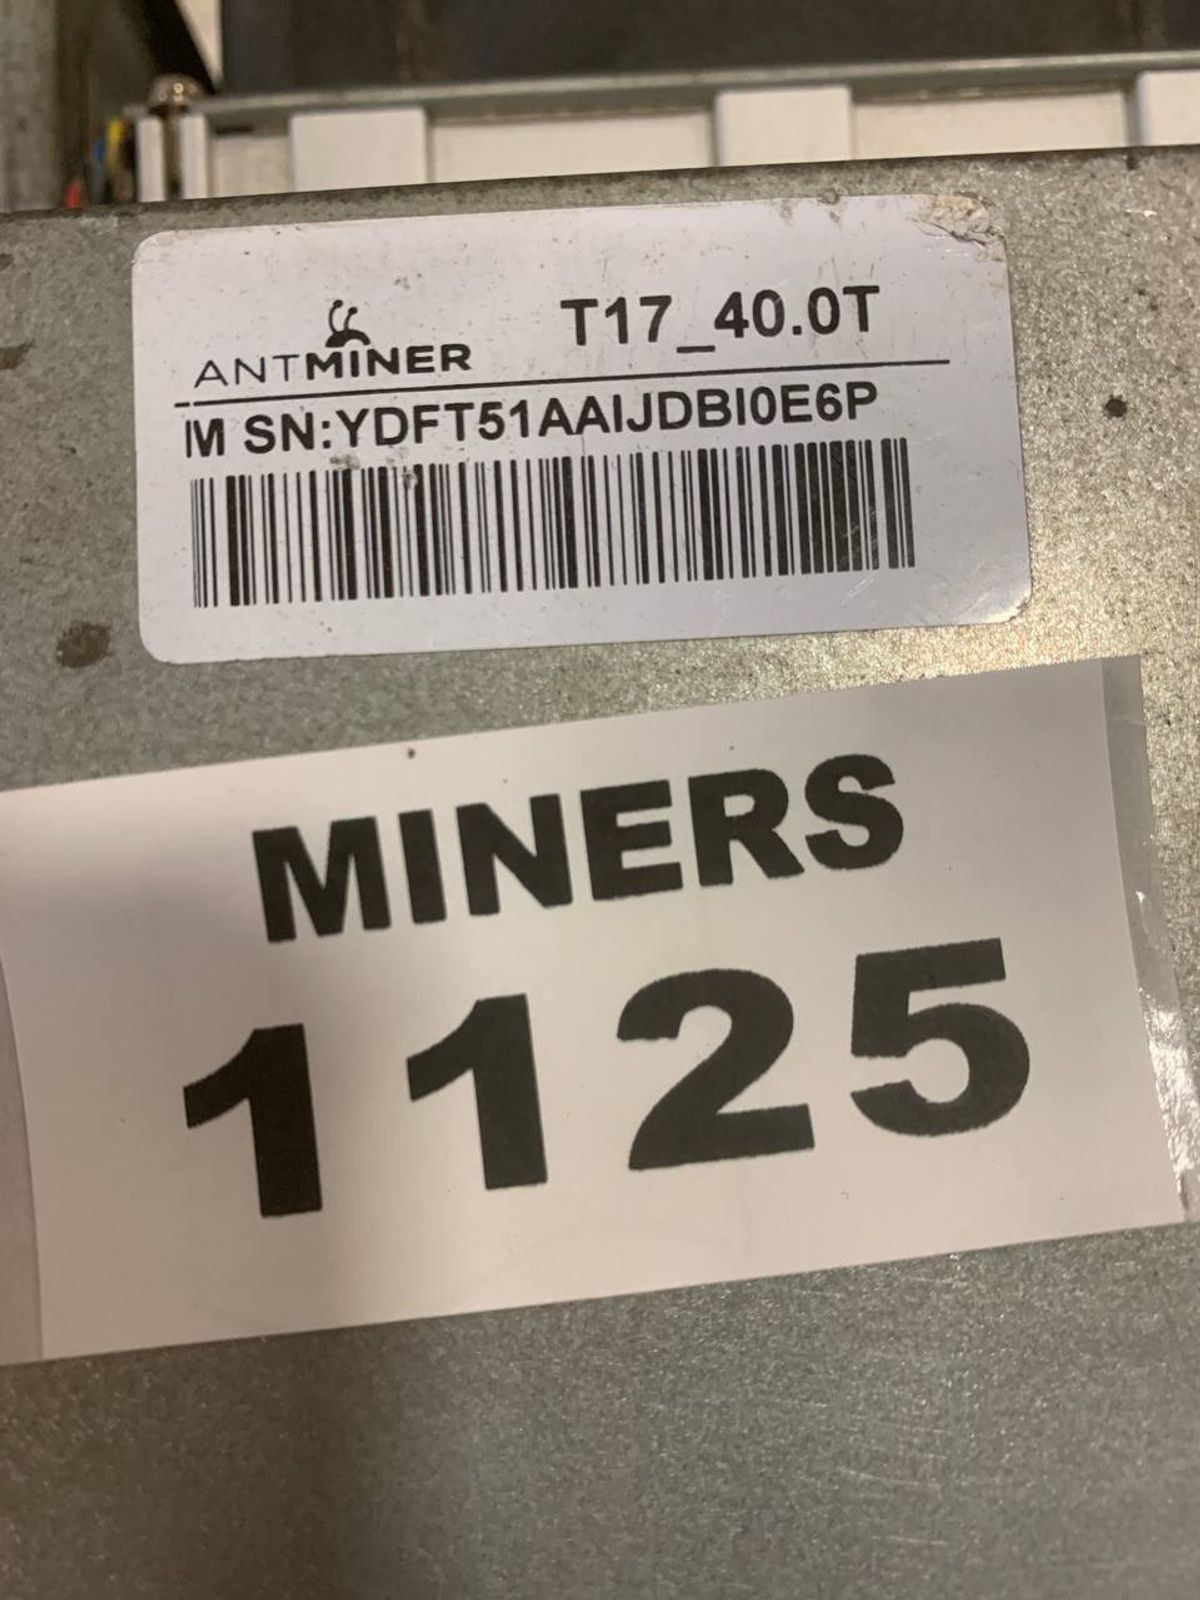 ANTMINER T17_40.0T
M SN:YDFT51AAIJDBI0E6P
MINERS
1125